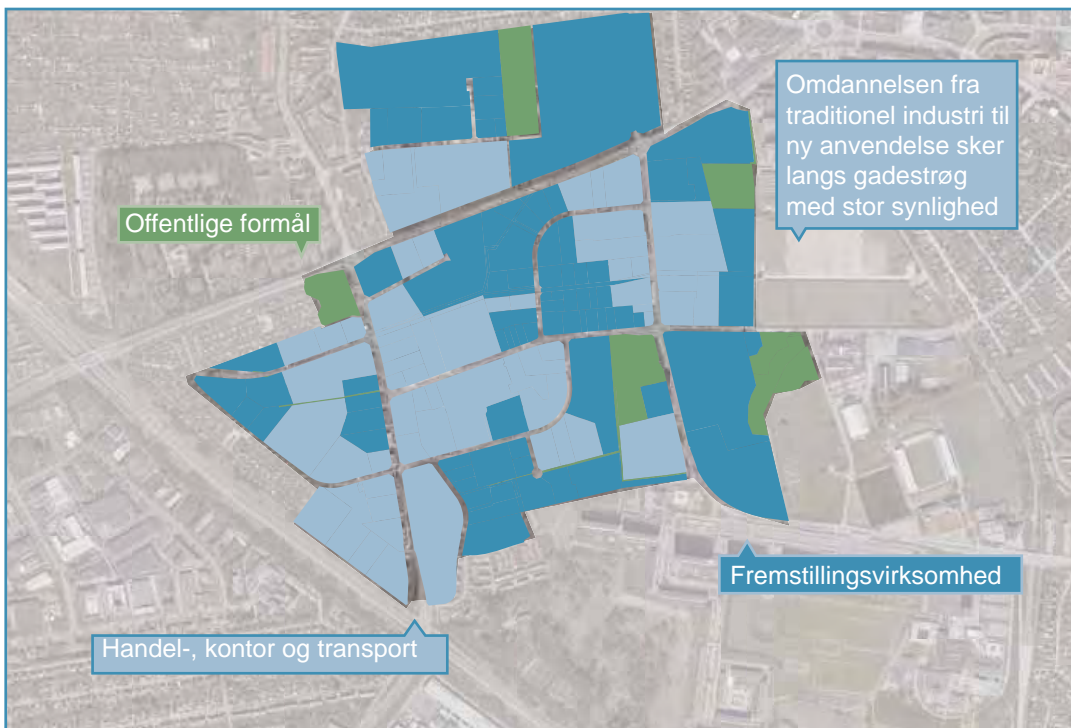 Omdannelsen fra
traditionel industri til
ny anvendelse sker
langs gadestrøg
med stor synlighed
Offentlige formål
Fremstillingsvirksomhed
Handel-, kontor og transport